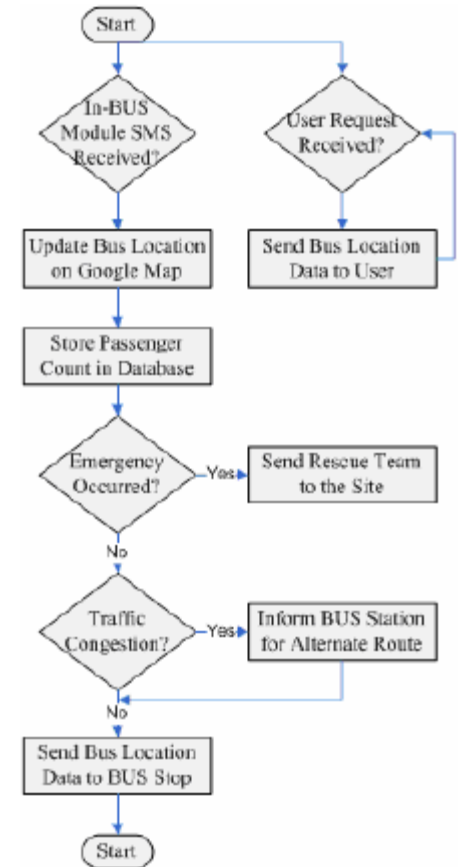 Start
In-BUS
Module SMS
Received?
User Request
Received?
Update Bus Location
on Google Map
Send Bus Location
Data to User
Store Passenger
Count in Database
Emergency
Occurred?
Yes
Send Rescue Team
to the Site
No
Traffic
Congestion?
Yes
Inform BUS Station
for Alternate Route
No
Send Bus Location
Data to BUS Stop
Start